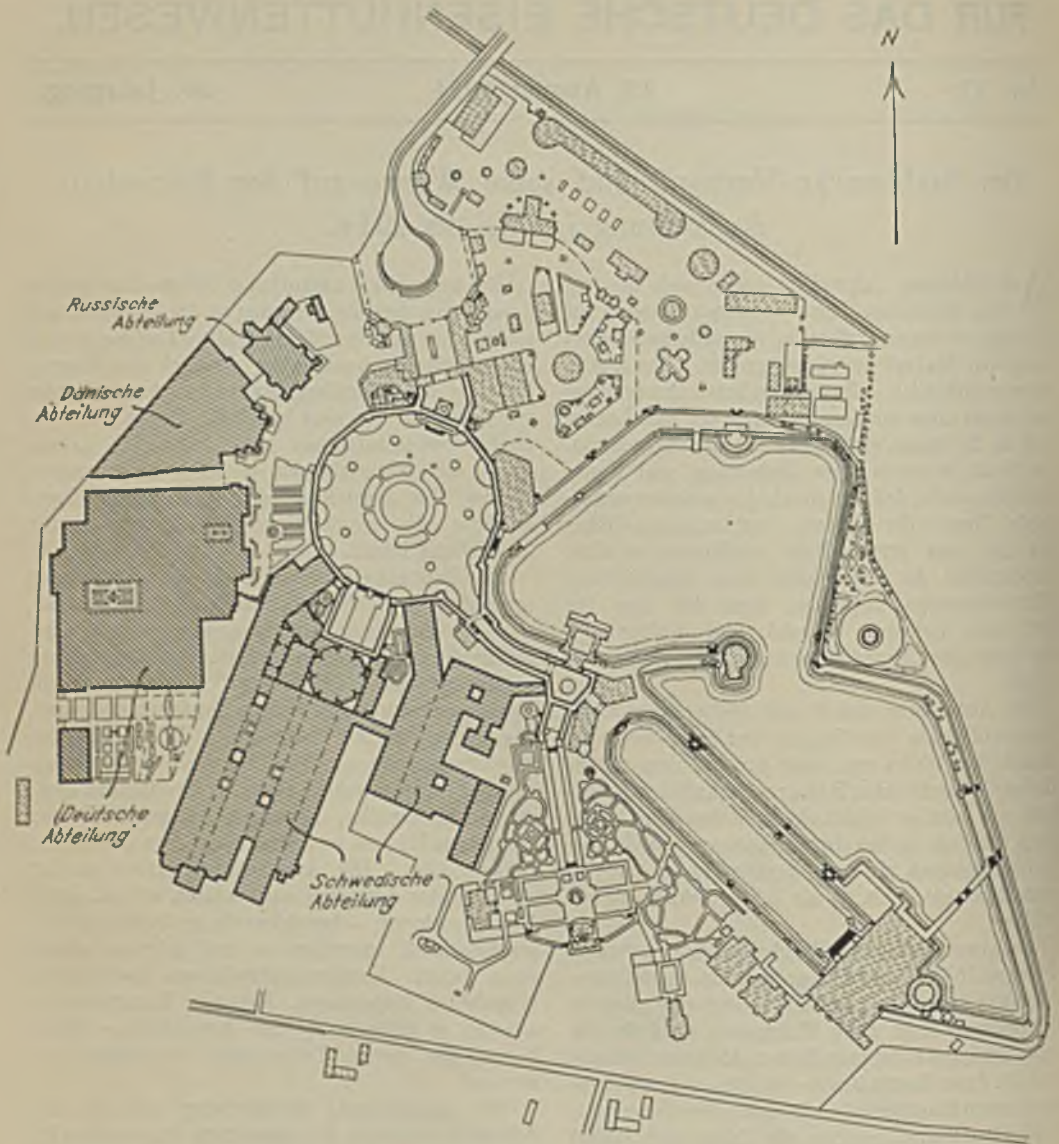 N
Russische
Abteilung
Dänische
Abteilung
Deutsche
Abteilung
Schwedische
Abteilung